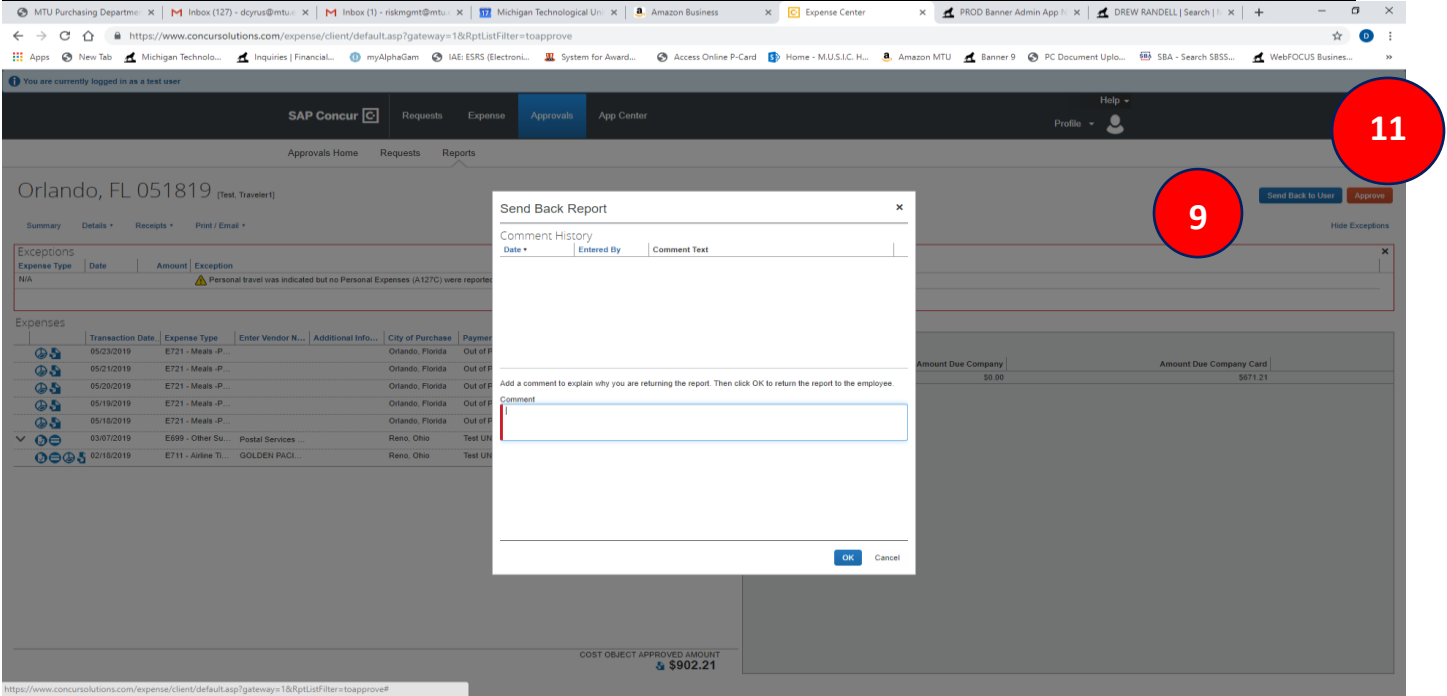 MTU Purchasing Departme
Inbox (127) - dcyrus@mtu.e
Inbox (1) - riskmgmt@mtu.
Michigan Technological Uni
Amazon Business
Expense Center
PROD Banner Admin App N
DREW RANDELL | Search |
https://www.concursolutions.com/expense/client/default.asp?gateway=1&RptListFilter=toapprove
D
Apps New Tab Michigan Technolo... Inquiries | Financial... myAlphaGam IAE: ESRS (Electroni... System for Award... Access Online P-Card Home - M.U.S.I.C. H... Amazon MTU Banner 9 PC Document Uplo... SBA - Search SBSS... WebFOCUS Busines... »
You are currently logged in as a test user
Help
SAP Concur C Requests Expense Approvals App Center
Profile
11
Approvals Home Requests Reports
Orlando, FL 051819 [Test, Traveler1]
Send Back to User Approve
9
Summary Details Receipts Print / Email
Hide Exceptions
Exceptions
Expense Type Date Amount Exception
N/A Personal travel was indicated but no Personal Expenses (A127C) were reported
Expenses
Transaction Date Expense Type Enter Vendor N... Additional Info... City of Purchase Paymen
05/23/2019 E721 - Meals -P... Orlando, Florida Out of P
05/21/2019 E721 - Meals -P... Orlando, Florida Out of P
05/20/2019 E721 - Meals -P... Orlando, Florida Out of P
05/19/2019 E721 - Meals -P... Orlando, Florida Out of P
05/18/2019 E721 - Meals -P... Orlando, Florida Out of P
03/07/2019 E699 - Other Su... Postal Services ... Reno, Ohio Test UN
02/18/2019 E711 - Airline Ti... GOLDEN PACI... Reno, Ohio Test UN
Send Back Report
Comment History
Date Entered By Comment Text
Add a comment to explain why you are returning the report. Then click OK to return the report to the employee.
Comment
OK Cancel
Amount Due Company Amount Due Company Card
$0.00 $671.21
COST OBJECT APPROVED AMOUNT
$902.21
https://www.concursolutions.com/expense/client/default.asp?gateway=1&RptListFilter=toapprove#